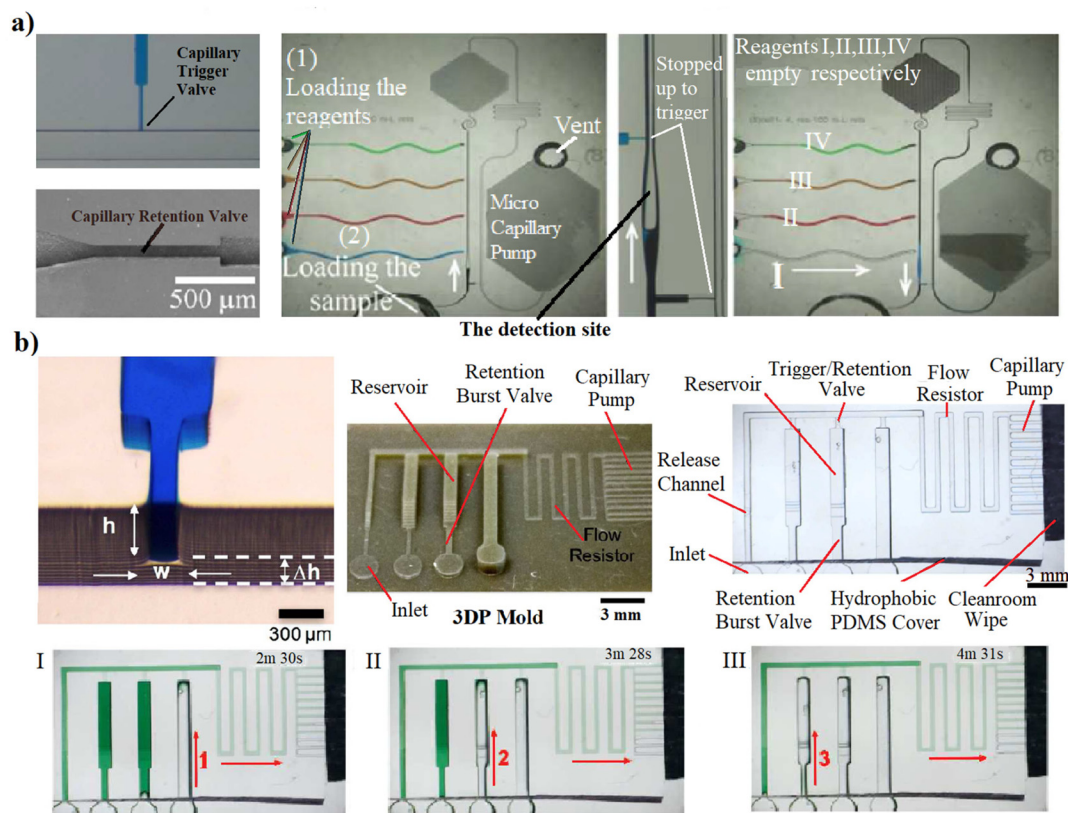 a)
Capillary
Trigger
Valve
Capillary Retention Valve
500 µm
(1)
Loading the
reagents
Vent
Micro
Capillary
Pump
(2)
Loading the
sample
Stopped
up to
trigger
The detection site
Reagents I,II,III,IV
empty respectively
IV
III
II
I
b)
h
w
Δh
300 µm
Reservoir
Retention
Burst Valve
Capillary
Pump
Flow
Resistor
Inlet
3DP Mold
3 mm
Reservoir
Trigger/Retention
Valve
Flow
Resistor
Capillary
Pump
Release
Channel
Inlet
3 mm
Retention
Burst Valve
Hydrophobic
PDMS Cover
Cleanroom
Wipe
I
2m 30s
1
II
3m 28s
2
III
4m 31s
3